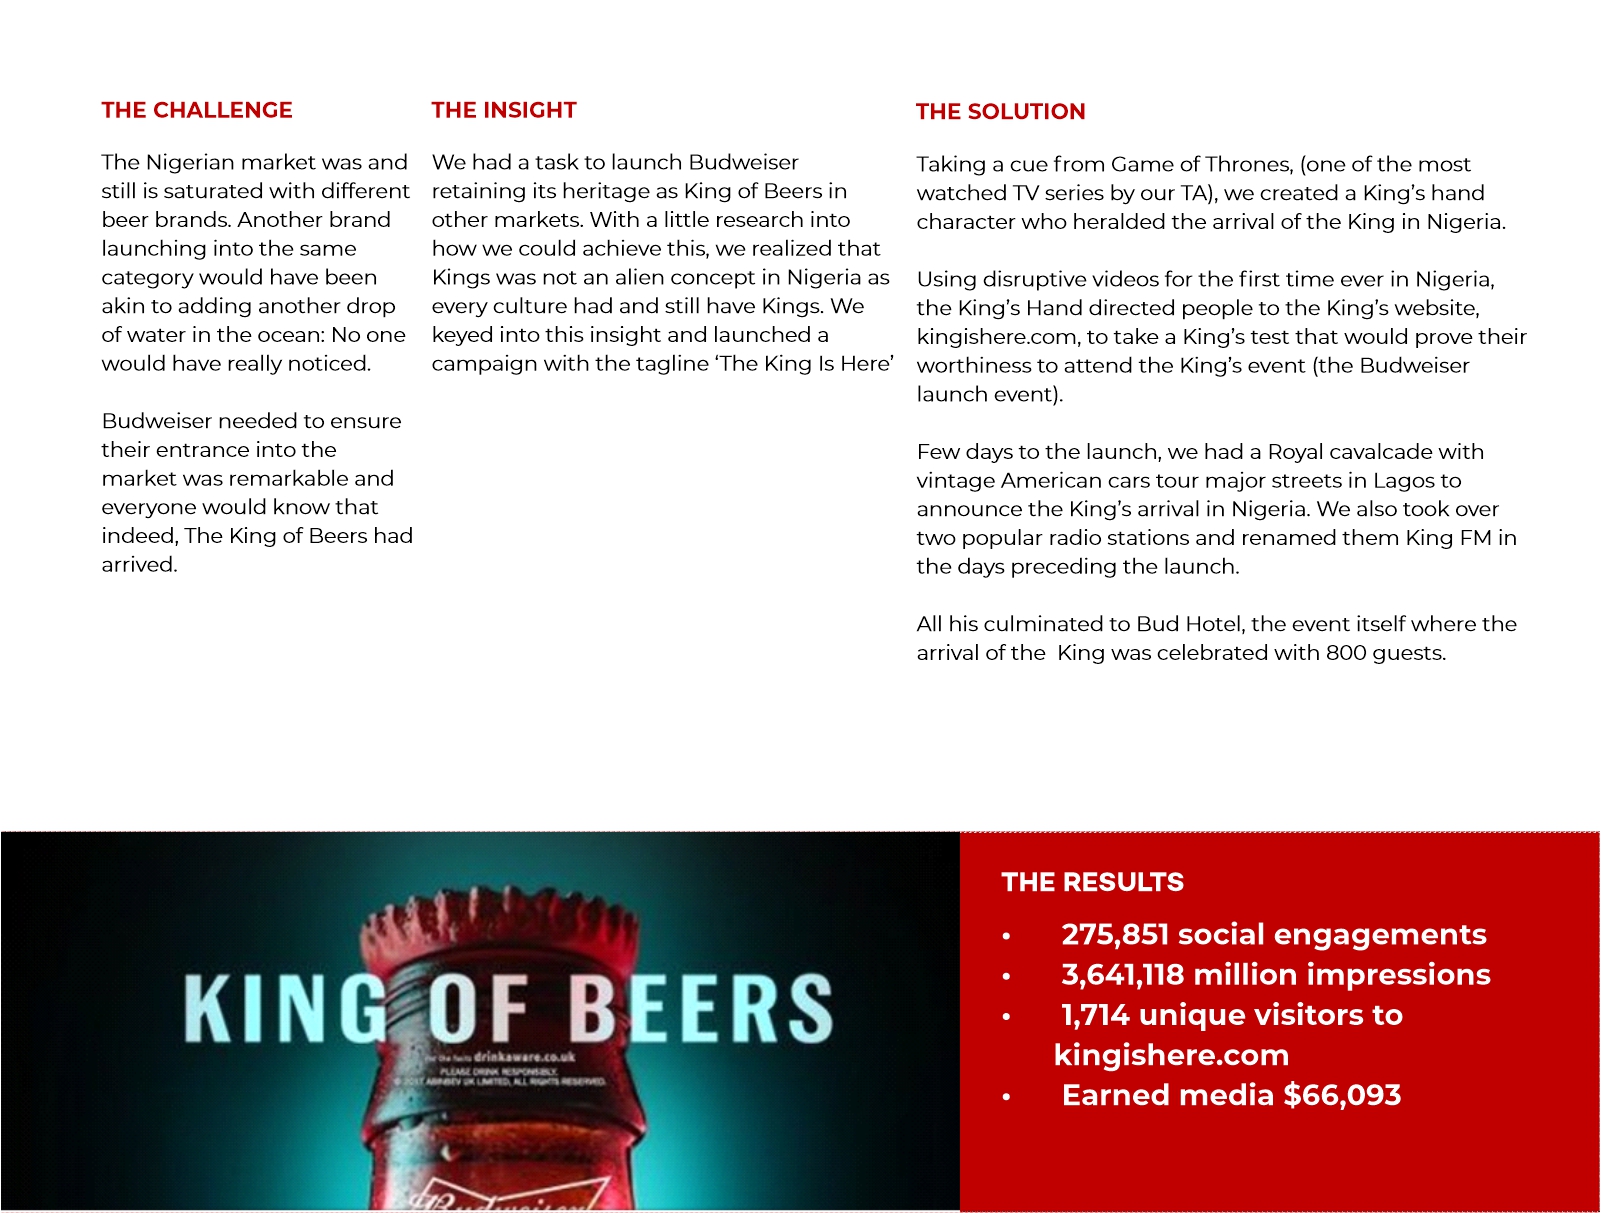 THE CHALLENGE
The Nigerian market was and
still is saturated with different
beer brands. Another brand
launching into the same
category would have been
akin to adding another drop
of water in the ocean: No one
would have really noticed.
Budweiser needed to ensure
their entrance into the
market was remarkable and
everyone would know that
indeed, The King of Beers had
arrived.
THE INSIGHT
We had a task to launch Budweiser
retaining its heritage as King of Beers in
other markets. With a little research into
how we could achieve this, we realized that
Kings was not an alien concept in Nigeria as
every culture had and still have Kings. We
keyed into this insight and launched a
campaign with the tagline ‘The King Is Here’
THE SOLUTION
Taking a cue from Game of Thrones, (one of the most
watched TV series by our TA), we created a King’s hand
character who heralded the arrival of the King in Nigeria.
Using disruptive videos for the first time ever in Nigeria,
the King’s Hand directed people to the King’s website,
kingishere.com, to take a King’s test that would prove their
worthiness to attend the King’s event (the Budweiser
launch event).
Few days to the launch, we had a Royal cavalcade with
vintage American cars tour major streets in Lagos to
announce the King’s arrival in Nigeria. We also took over
two popular radio stations and renamed them King FM in
the days preceding the launch.
All his culminated to Bud Hotel, the event itself where the
arrival of the  King was celebrated with 800 guests.
KING OF BEERS
for the facts drinkaware.co.uk
PLEASE DRINK RESPONSIBLY.
© 2017 AB INBEV UK LIMITED, ALL RIGHTS RESERVED.
Budweiser
THE RESULTS
• 275,851 social engagements
• 3,641,118 million impressions
• 1,714 unique visitors to
kingishere.com
• Earned media $66,093